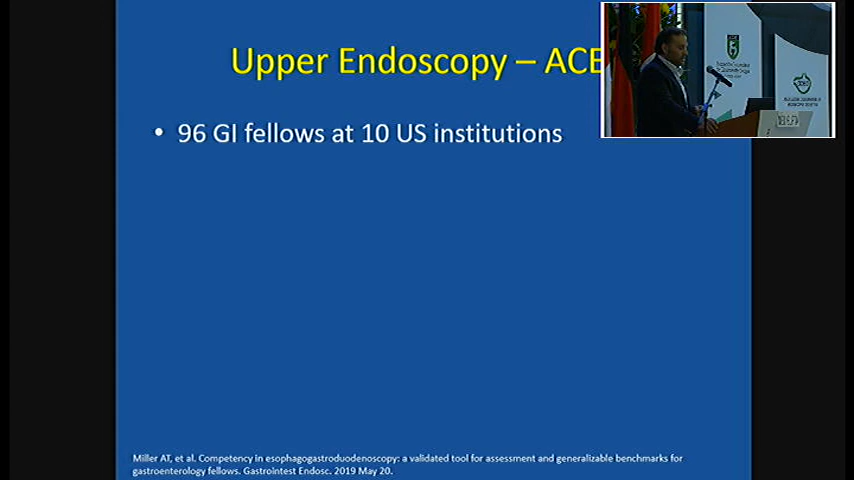 Upper Endoscopy – ACE
• 96 GI fellows at 10 US institutions
Miller AT, et al. Competency in esophagogastroduodenoscopy: a validated tool for assessment and generalizable benchmarks for
gastroenterology fellows. Gastrointest Endosc. 2019 May 20.